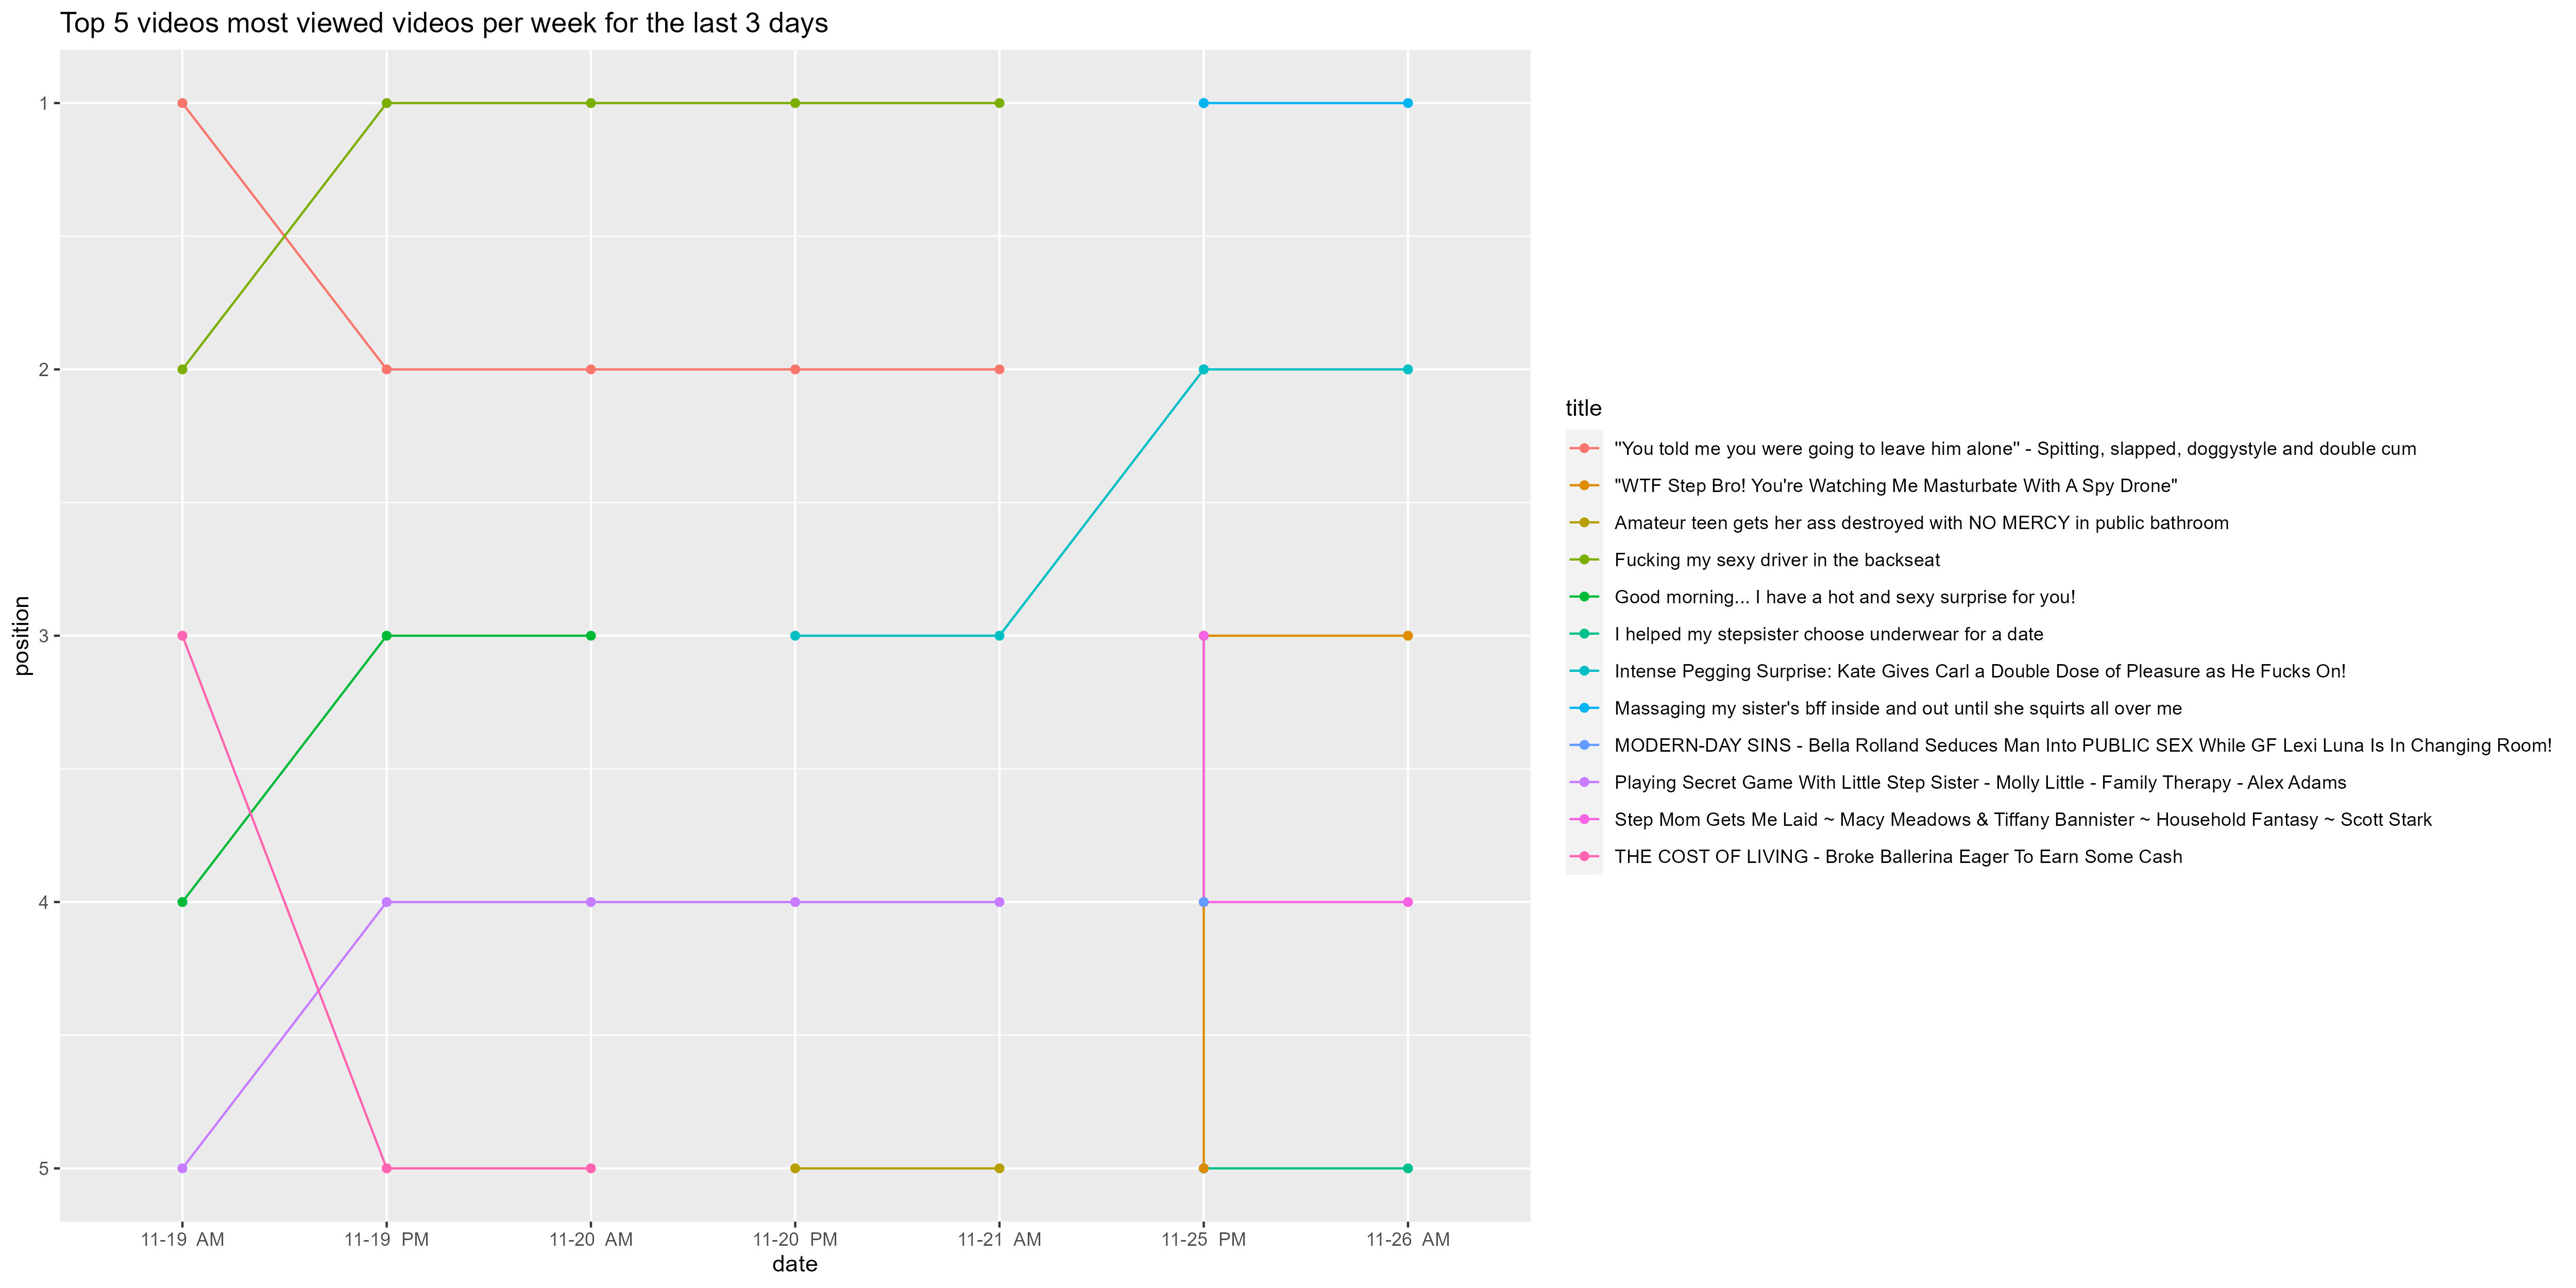 Top 5 videos most viewed videos per week for the last 3 days
position
1
2
3
4
5
11-19 AM
11-19 PM
11-20 AM
11-20 PM
11-21 AM
11-25 PM
11-26 AM
date
title
"You told me you were going to leave him alone" - Spitting, slapped, doggystyle and double cum
"WTF Step Bro! You're Watching Me Masturbate With A Spy Drone"
Amateur teen gets her ass destroyed with NO MERCY in public bathroom
Fucking my sexy driver in the backseat
Good morning... I have a hot and sexy surprise for you!
I helped my stepsister choose underwear for a date
Intense Pegging Surprise: Kate Gives Carl a Double Dose of Pleasure as He Fucks On!
Massaging my sister's bff inside and out until she squirts all over me
MODERN-DAY SINS - Bella Rolland Seduces Man Into PUBLIC SEX While GF Lexi Luna Is In Changing Room!
Playing Secret Game With Little Step Sister - Molly Little - Family Therapy - Alex Adams
Step Mom Gets Me Laid ~ Macy Meadows & Tiffany Bannister ~ Household Fantasy ~ Scott Stark
THE COST OF LIVING - Broke Ballerina Eager To Earn Some Cash